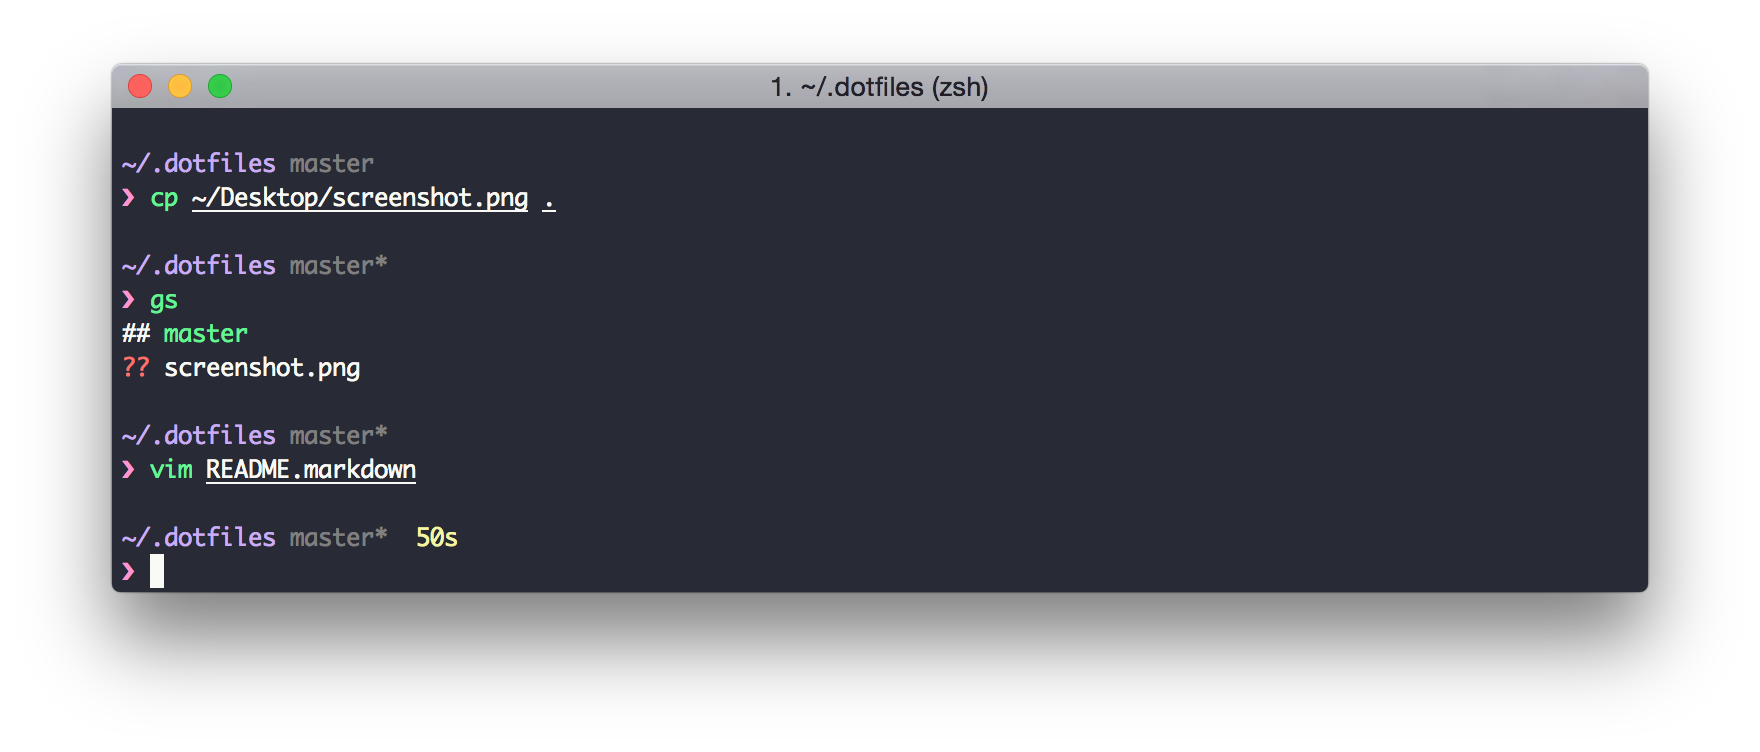 1. ~/.dotfiles (zsh)
~/.dotfiles master
❯ cp ~/Desktop/screenshot.png .
~/.dotfiles master*
❯ gs
## master
?? screenshot.png
~/.dotfiles master*
❯ vim README.markdown
~/.dotfiles master* 50s
❯